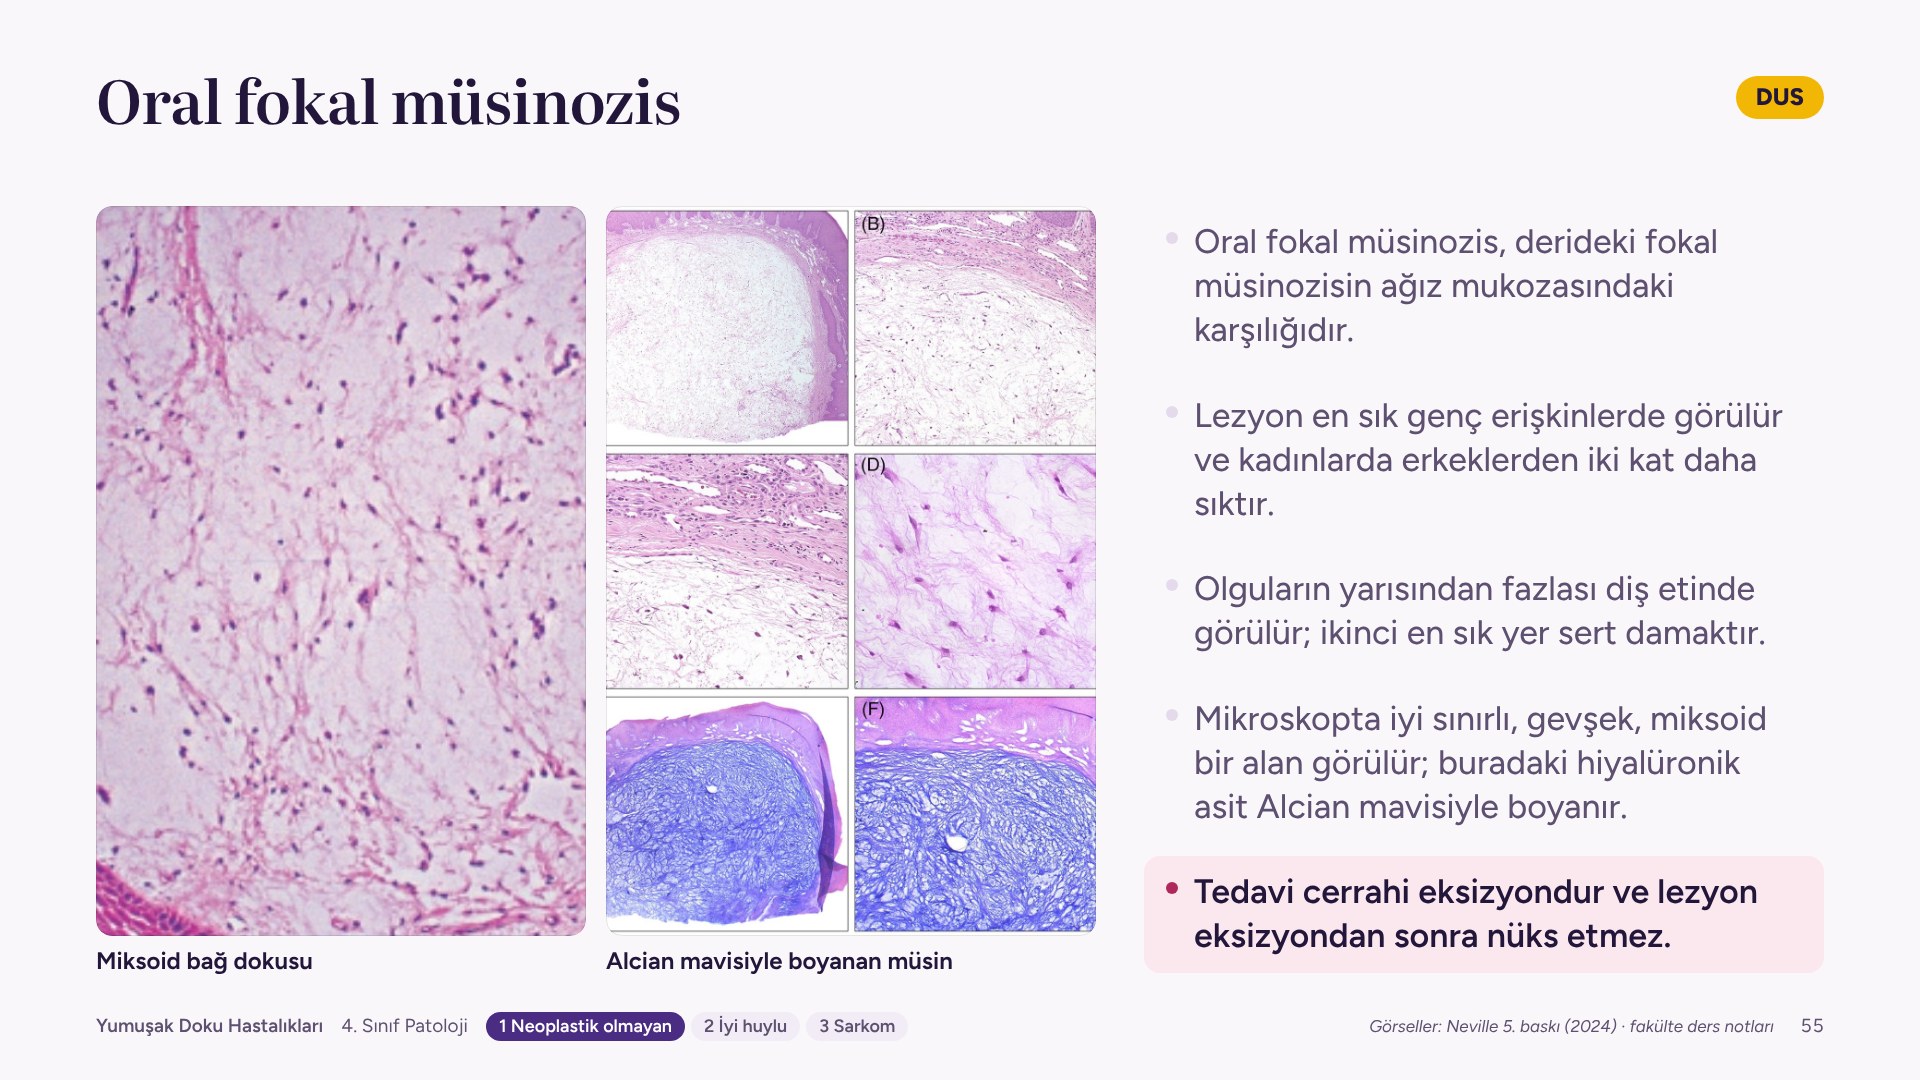 Oral fokal müsinozis
DUS
(B)
(D)
(F)
Miksoid bağ dokusu
Alcian mavisiyle boyanan müsin
Oral fokal müsinozis, derideki fokal
müsinozisin ağız mukozasındaki
karşılığıdır.
Lezyon en sık genç erişkinlerde görülür
ve kadınlarda erkeklerden iki kat daha
sıktır.
Olguların yarısından fazlası diş etinde
görülür; ikinci en sık yer sert damaktır.
Mikroskopta iyi sınırlı, gevşek, miksoid
bir alan görülür; buradaki hiyalüronik
asit Alcian mavisiyle boyanır.
Tedavi cerrahi eksizyondur ve lezyon
eksizyondan sonra nüks etmez.
Yumuşak Doku Hastalıkları 4. Sınıf Patoloji 1 Neoplastik olmayan 2 İyi huylu 3 Sarkom
Görseller: Neville 5. baskı (2024) · fakülte ders notları 55